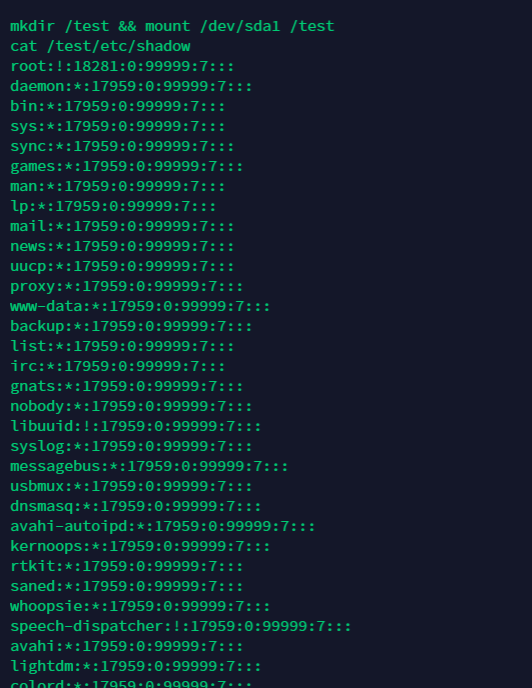 mkdir /test && mount /dev/sda1 /test
cat /test/etc/shadow
root:!:18281:0:99999:7:::
daemon:*:17959:0:99999:7:::
bin:*:17959:0:99999:7:::
sys:*:17959:0:99999:7:::
sync:*:17959:0:99999:7:::
games:*:17959:0:99999:7:::
man:*:17959:0:99999:7:::
lp:*:17959:0:99999:7:::
mail:*:17959:0:99999:7:::
news:*:17959:0:99999:7:::
uucp:*:17959:0:99999:7:::
proxy:*:17959:0:99999:7:::
www-data:*:17959:0:99999:7:::
backup:*:17959:0:99999:7:::
list:*:17959:0:99999:7:::
irc:*:17959:0:99999:7:::
gnats:*:17959:0:99999:7:::
nobody:*:17959:0:99999:7:::
libuuid:!:17959:0:99999:7:::
syslog:*:17959:0:99999:7:::
messagebus:*:17959:0:99999:7:::
usbmux:*:17959:0:99999:7:::
dnsmasq:*:17959:0:99999:7:::
avahi-autoipd:*:17959:0:99999:7:::
kernoops:*:17959:0:99999:7:::
rtkit:*:17959:0:99999:7:::
saned:*:17959:0:99999:7:::
whoopsie:*:17959:0:99999:7:::
speech-dispatcher:!:17959:0:99999:7:::
avahi:*:17959:0:99999:7:::
lightdm:*:17959:0:99999:7:::
colord:*:17959:0:99999:7:::